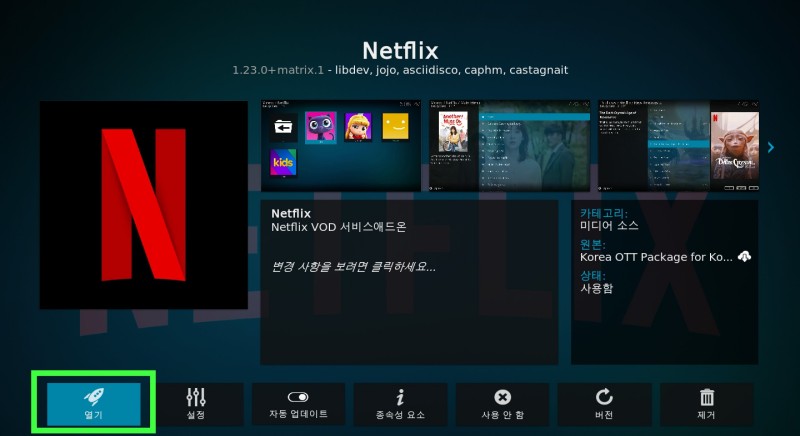 Netflix
1.23.0+matrix.1 - libdev, jojo, asciidisco, caphm, castagnait
kids
Netflix
Netflix VOD 서비스애드온
변경 사항을 보려면 클릭하세요...
카테고리:
미디어 소스
원본:
Korea OTT Package for Ko...
상태:
사용함
NETFLIX
열기
설정
자동 업데이트
종속성 요소
사용 안 함
버전
제거